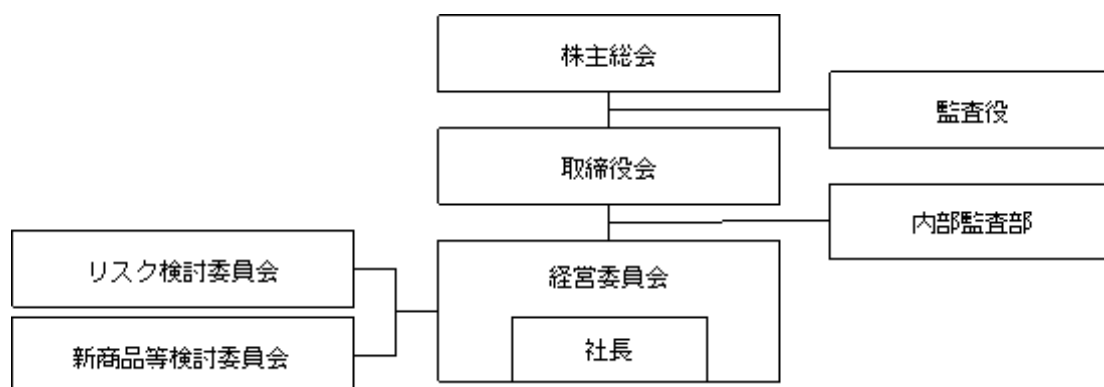 株主総会
監査役
取締役会
内部監査部
リスク検討委員会
経営委員会
新商品等検討委員会
社長